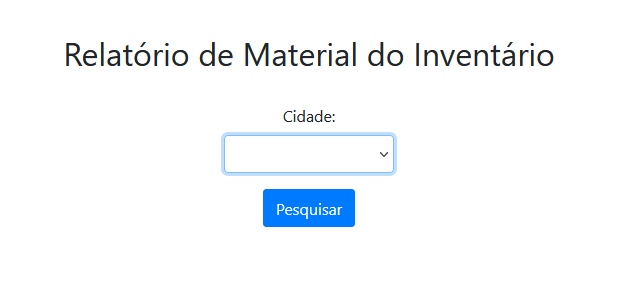 Relatório de Material do Inventário
Cidade:
Pesquisar